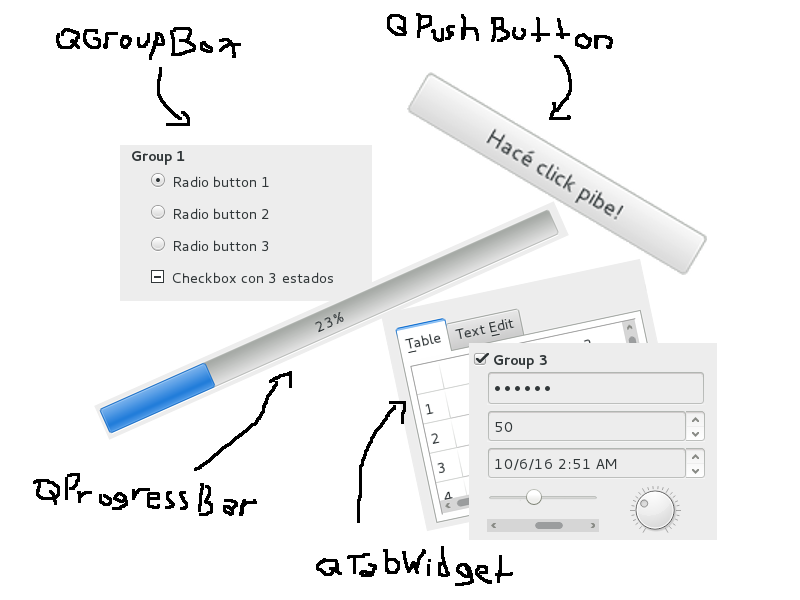 QGroupBox
QPushButton
Group 1
Radio button 1
Radio button 2
Radio button 3
Checkbox con 3 estados
Hacé click pibe!
23%
Table
Text Edit
1
2
3
4
Group 3
50
10/6/16 2:51 AM
QProgressBar
QTabWidget